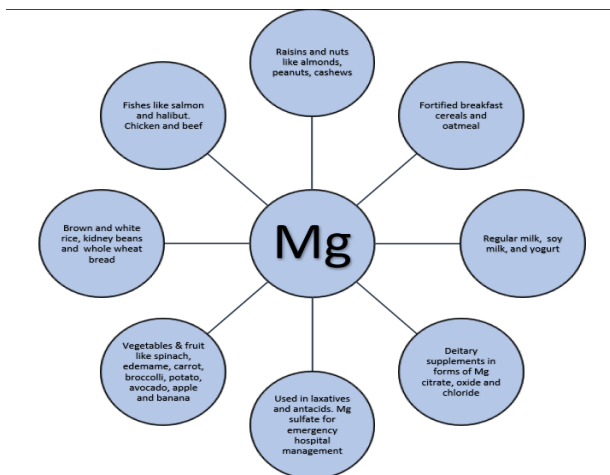 Raisins and nuts
like almonds,
peanuts, cashews
Fortified breakfast
cereals and
oatmeal
Regular milk,  soy
milk, and yogurt
Deitary
supplements in
forms of Mg
citrate, oxide and
chloride
Used in laxatives
and antacids. Mg
sulfate for
emergency
hospital
management
Vegetables & fruit
like spinach,
edemame, carrot,
broccolli, potato,
avocado, apple
and banana
Brown and white
rice, kidney beans
and  whole wheat
bread
Fishes like salmon
and halibut.
Chicken and beef
Mg